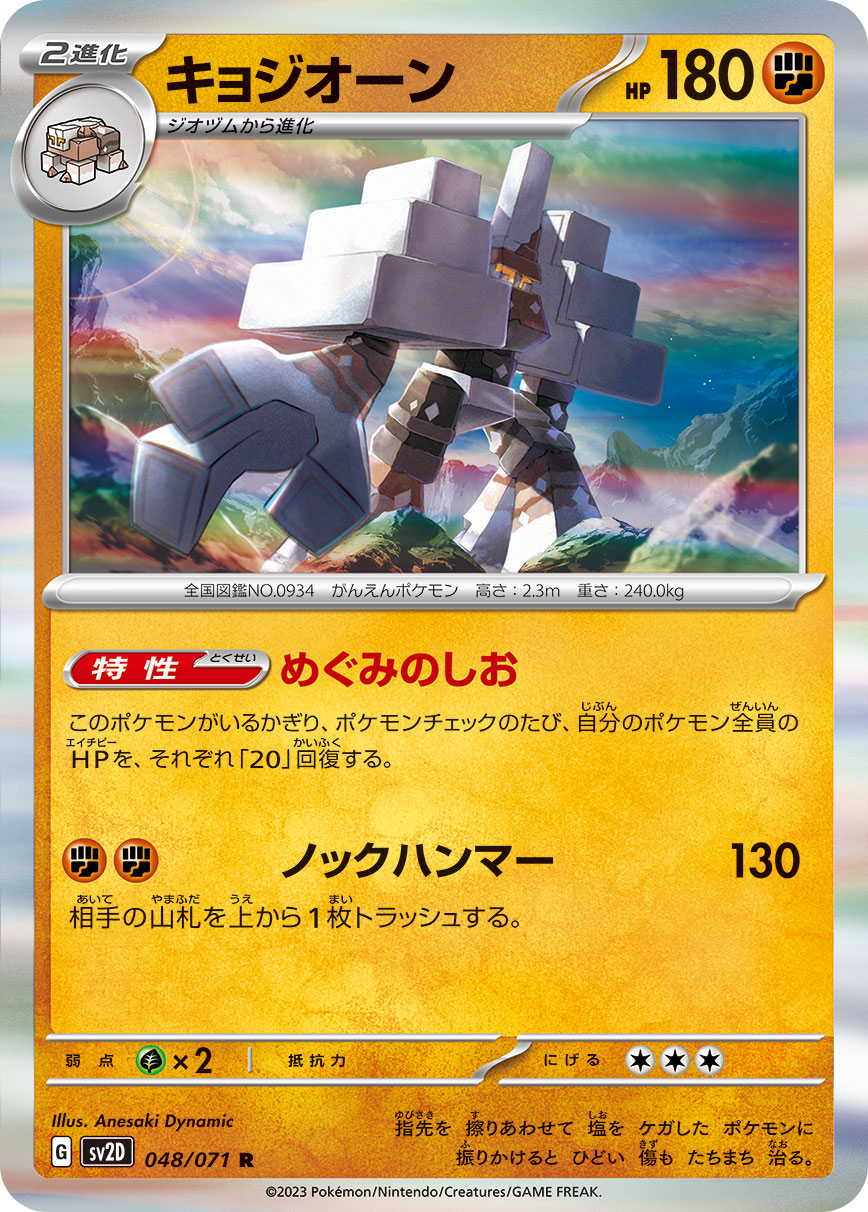 2進化
キョジオーン
HP 180
ジオヅムから進化
全国図鑑NO.0934 がんえんポケモン 高さ:2.3m 重さ:240.0kg
特性 とくせい めぐみのしお
じぶん ぜんいん
このポケモンがいるかぎり、ポケモンチェックのたび、自分のポケモン全員の
エイチピー かいふく
HPを、それぞれ「20」回復する。
ノックハンマー 130
あいて やまふだ うえ まい
相手の山札を上から1枚トラッシュする。
弱点 ×2 抵抗力 にげる
Illus. Anesaki Dynamic
ゆびさき す しお
指先を 擦りあわせて 塩を ケガした ポケモンに
ふ きず なお
振りかけると ひどい 傷も たちまち 治る。
G sv2D 048/071 R
©2023 Pokémon/Nintendo/Creatures/GAME FREAK.